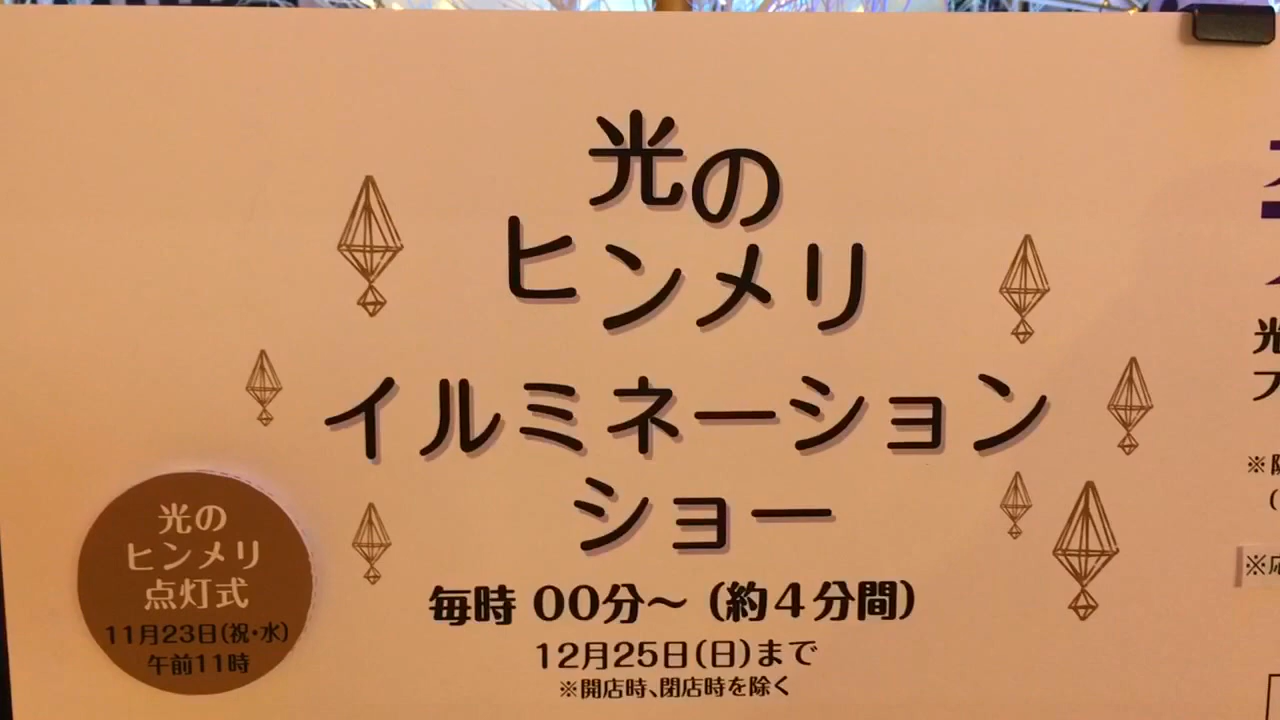 光の
ヒンメリ
イルミネーション
ショー
毎時 00分～（約4分間）
12月25日(日)まで
※開店時、閉店時を除く
光の
ヒンメリ
点灯式
11月23日(祝・水)
午前11時
光
※